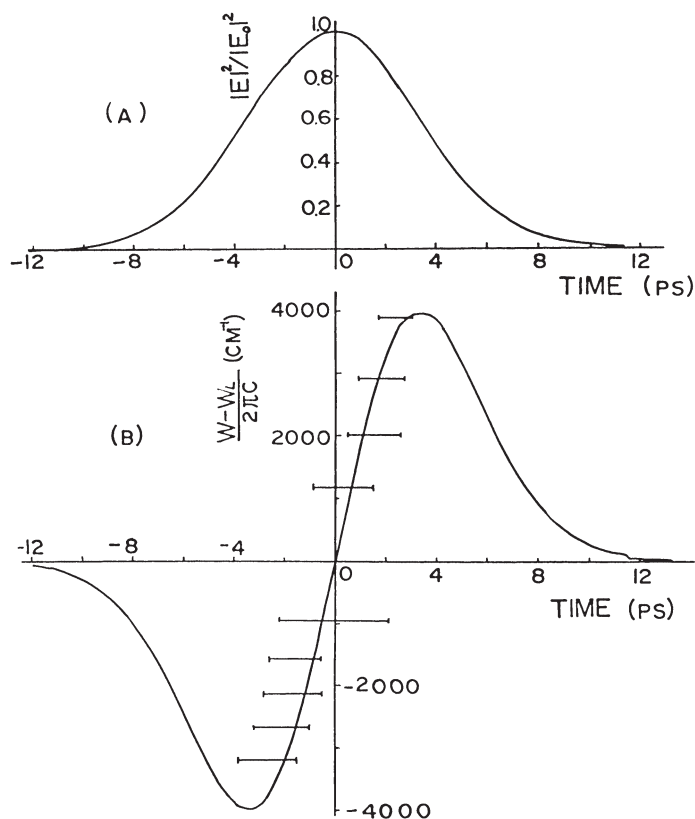 |E|²/|E₀|²
1.0
0.8
(A)
0.6
0.4
0.2
-12 -8 -4 0 4 8 12
TIME (PS)
W-W_L / 2πC (CM⁻¹)
4000
(B)
2000
-12 -8 -4
0 4 8 12
TIME (PS)
-2000
-4000